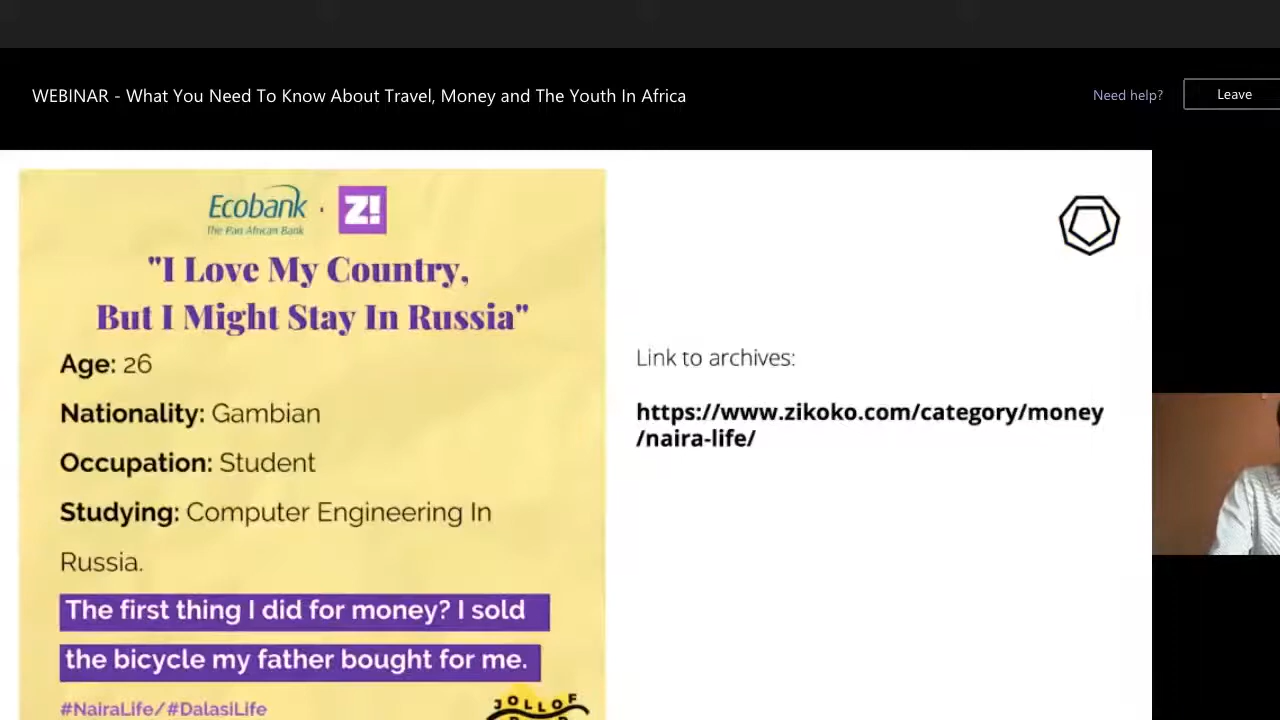 WEBINAR - What You Need To Know About Travel, Money and The Youth In Africa
Need help?
Leave
Ecobank
The Pan African Bank
Z!
"I Love My Country,
But I Might Stay In Russia"
Age: 26
Nationality: Gambian
Occupation: Student
Studying: Computer Engineering In
Russia.
The first thing I did for money? I sold
the bicycle my father bought for me.
#NairaLife/#DalasiLife
JOLLOF
Link to archives:
https://www.zikoko.com/category/money
/naira-life/